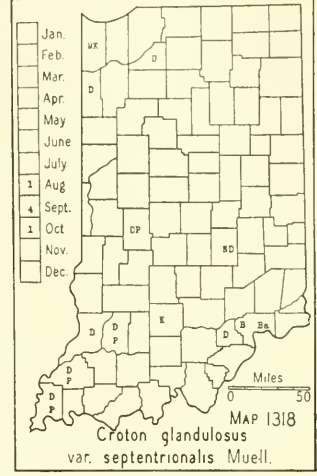 Jan.
Feb.
Mar.
Apr.
May
June
July
1 Aug
4 Sept.
1 Oct
Nov.
Dec.
MK
D
D
DP
ND
D
D
P
K
D
B
Ba
D
P
D
P
Miles
0 50
MAP 1318
Croton glandulosus
var. septentrionalis Muell.